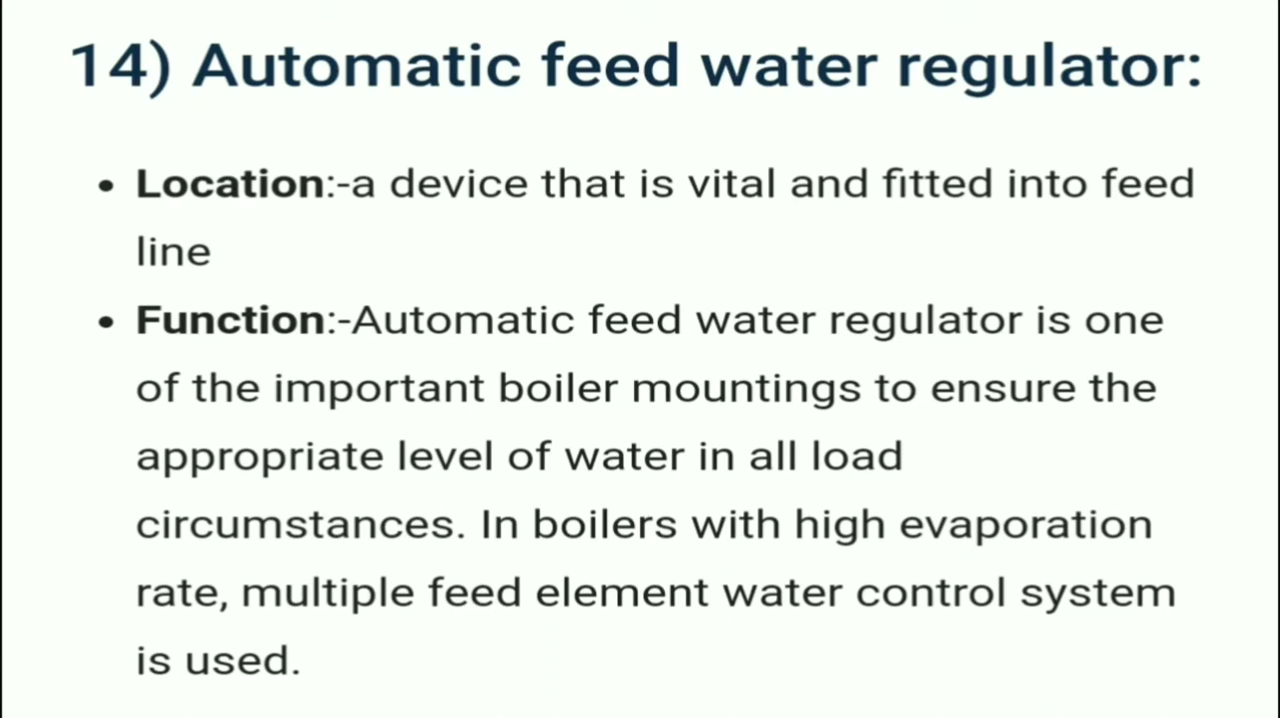 14) Automatic feed water regulator:
• Location:-a device that is vital and fitted into feed
line
• Function:-Automatic feed water regulator is one
of the important boiler mountings to ensure the
appropriate level of water in all load
circumstances. In boilers with high evaporation
rate, multiple feed element water control system
is used.